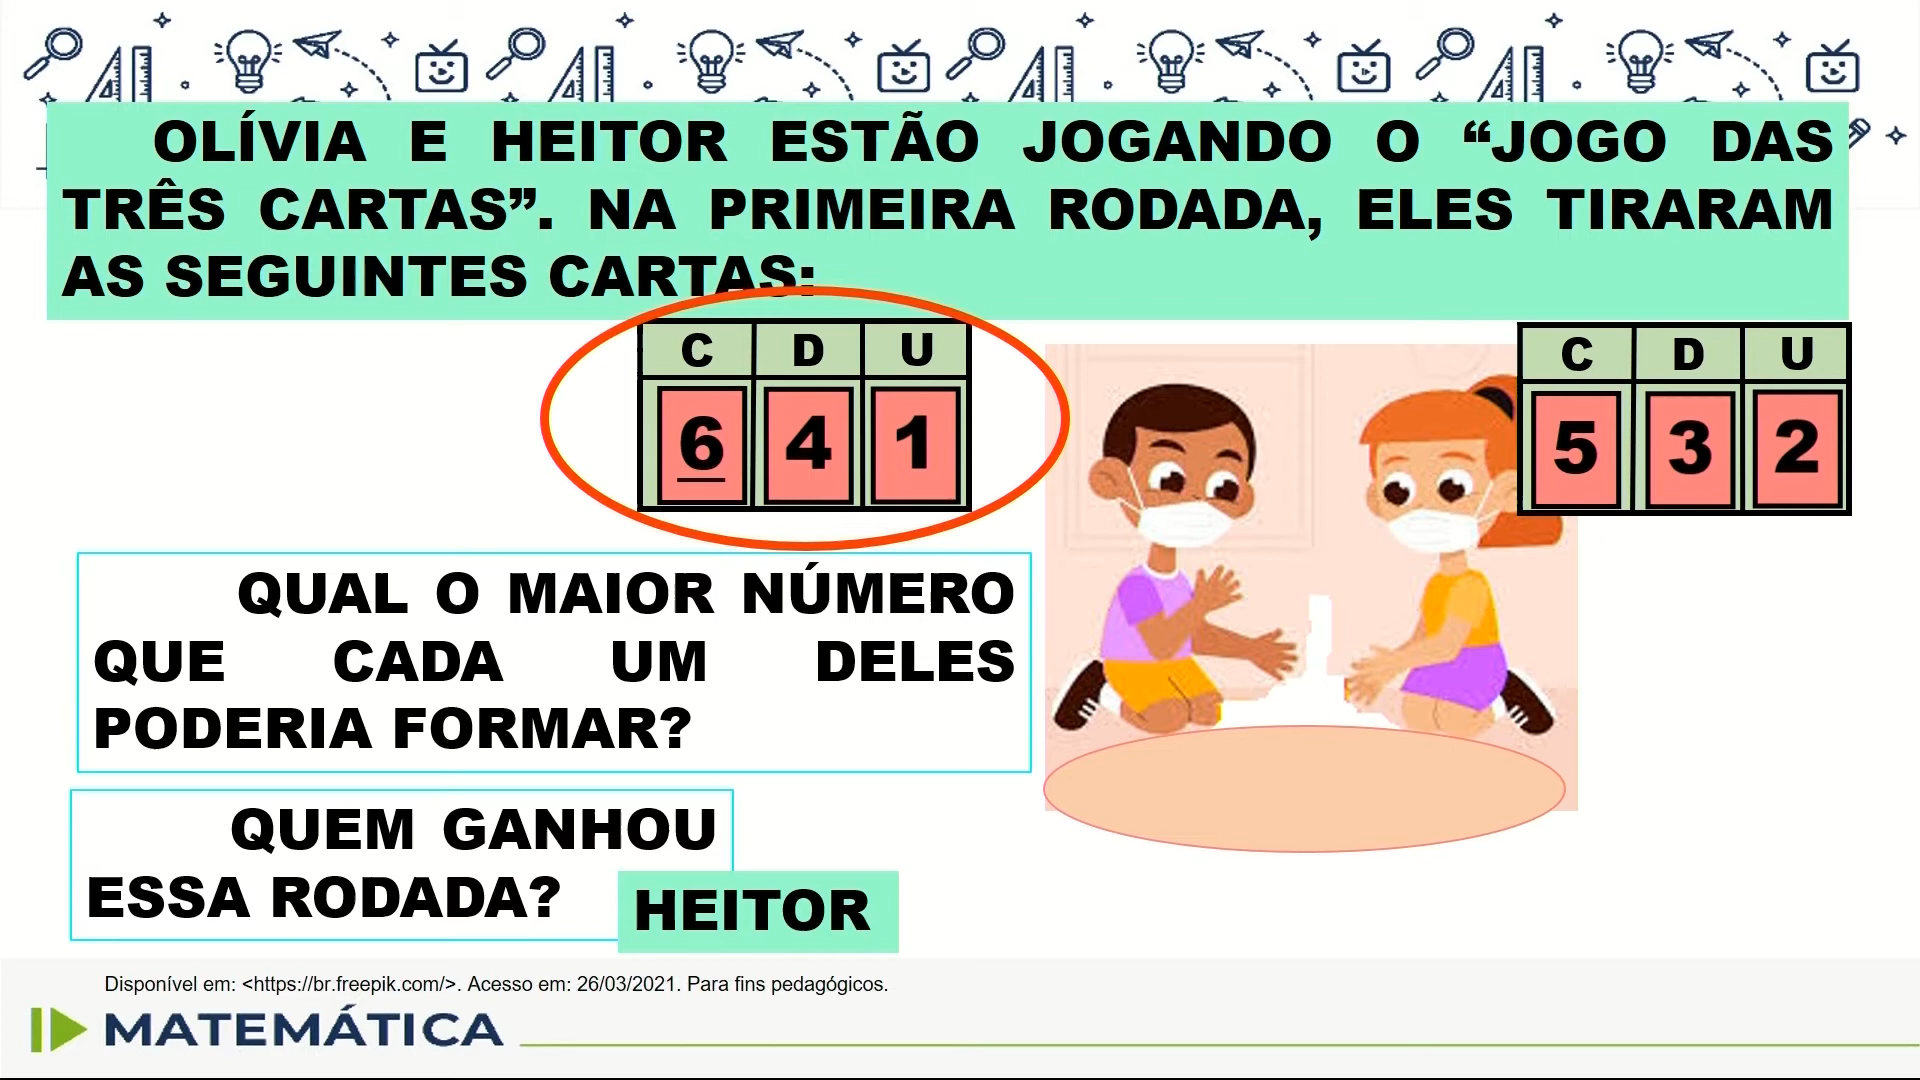 OLÍVIA E HEITOR ESTÃO JOGANDO O “JOGO DAS
TRÊS CARTAS”. NA PRIMEIRA RODADA, ELES TIRARAM
AS SEGUINTES CARTAS:
C D U
6 4 1
C D U
5 3 2
QUAL O MAIOR NÚMERO
QUE CADA UM DELES
PODERIA FORMAR?
QUEM GANHOU
ESSA RODADA?
HEITOR
Disponível em: <https://br.freepik.com/>. Acesso em: 26/03/2021. Para fins pedagógicos.
MATEMÁTICA